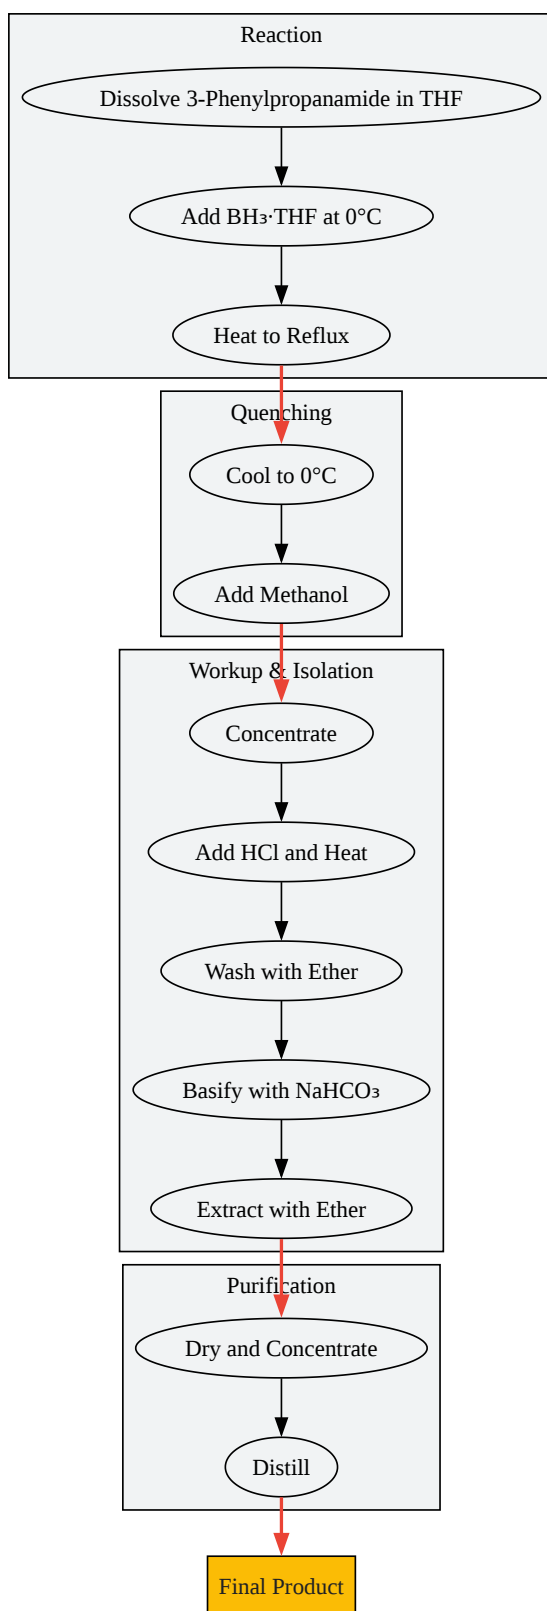 Reaction
Dissolve 3-Phenylpropanamide in THF
Add BH₃·THF at 0°C
Heat to Reflux
Quenching
Cool to 0°C
Add Methanol
Workup & Isolation
Concentrate
Add HCl and Heat
Wash with Ether
Basify with NaHCO₃
Extract with Ether
Purification
Dry and Concentrate
Distill
Final Product